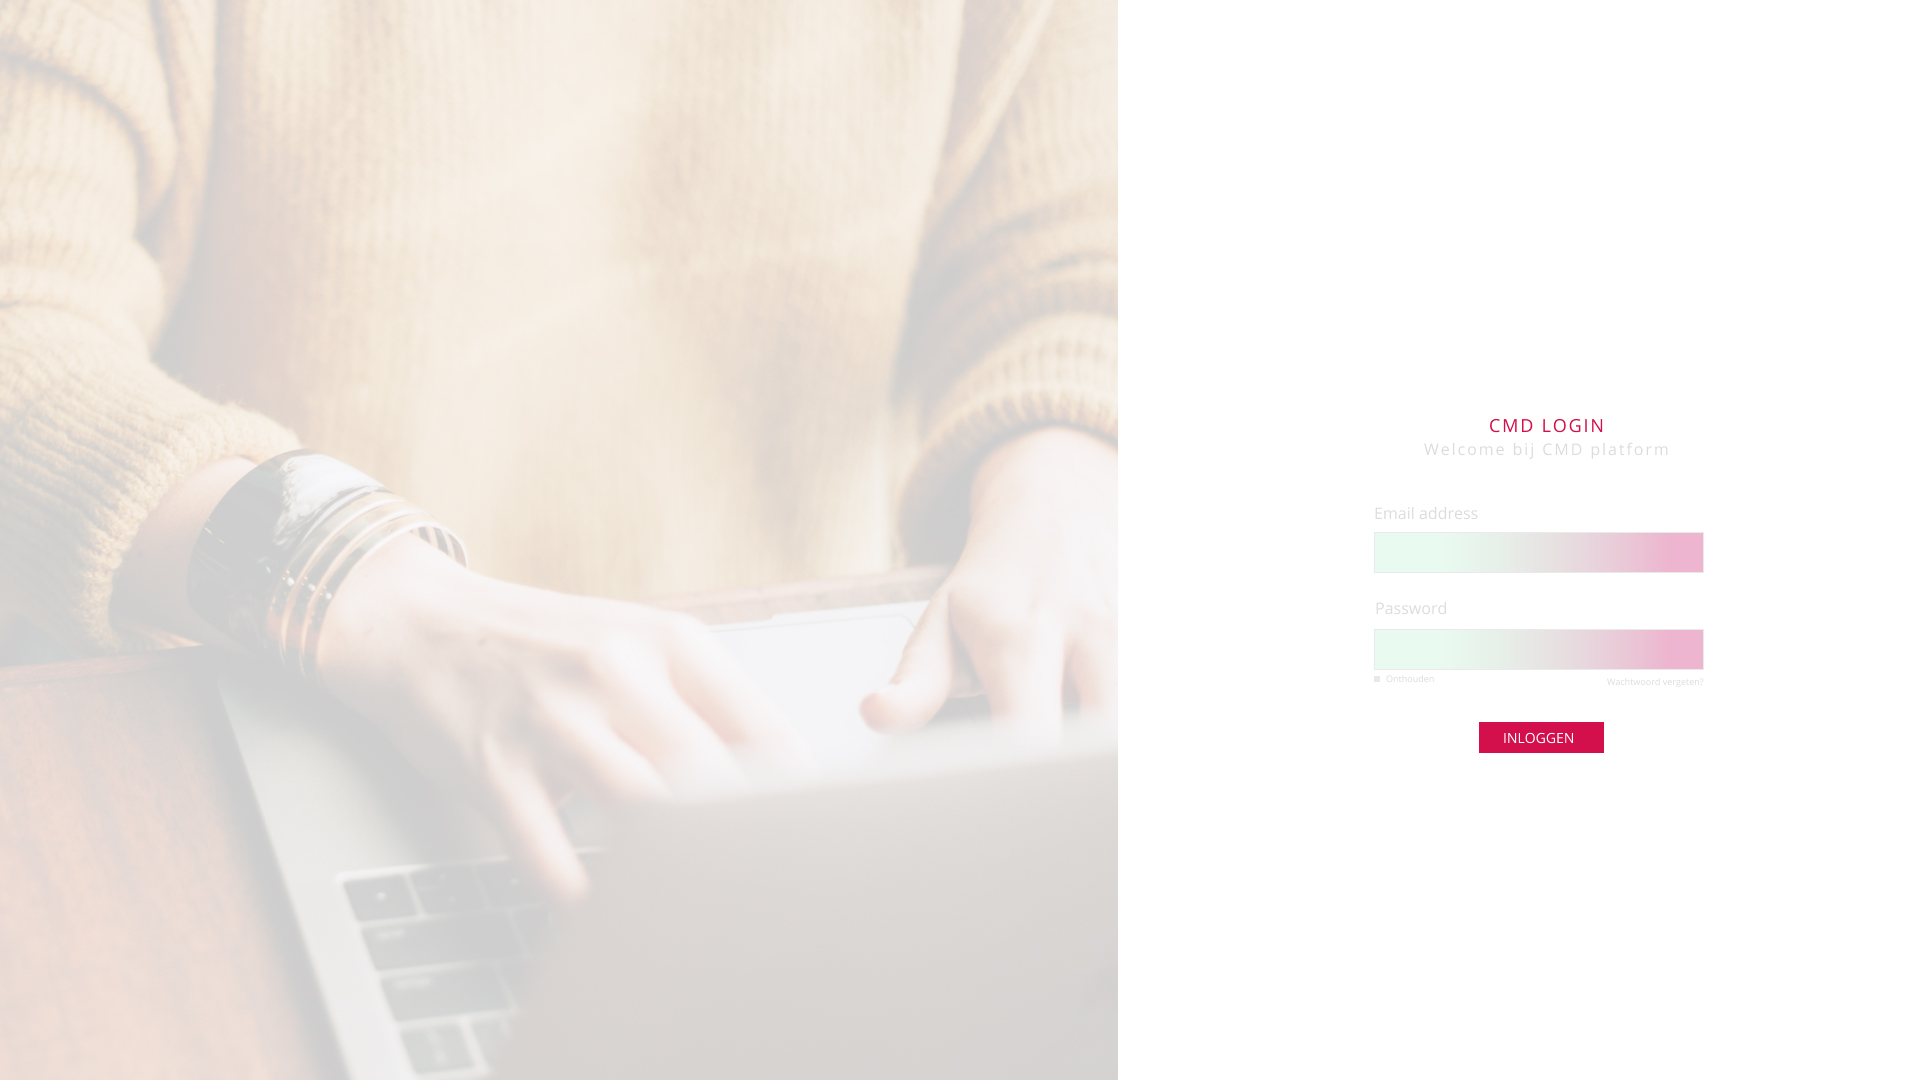 CMD LOGIN
Welcome bij CMD platform
Email address
Password
Onthouden
Wachtwoord vergeten?
INLOGGEN